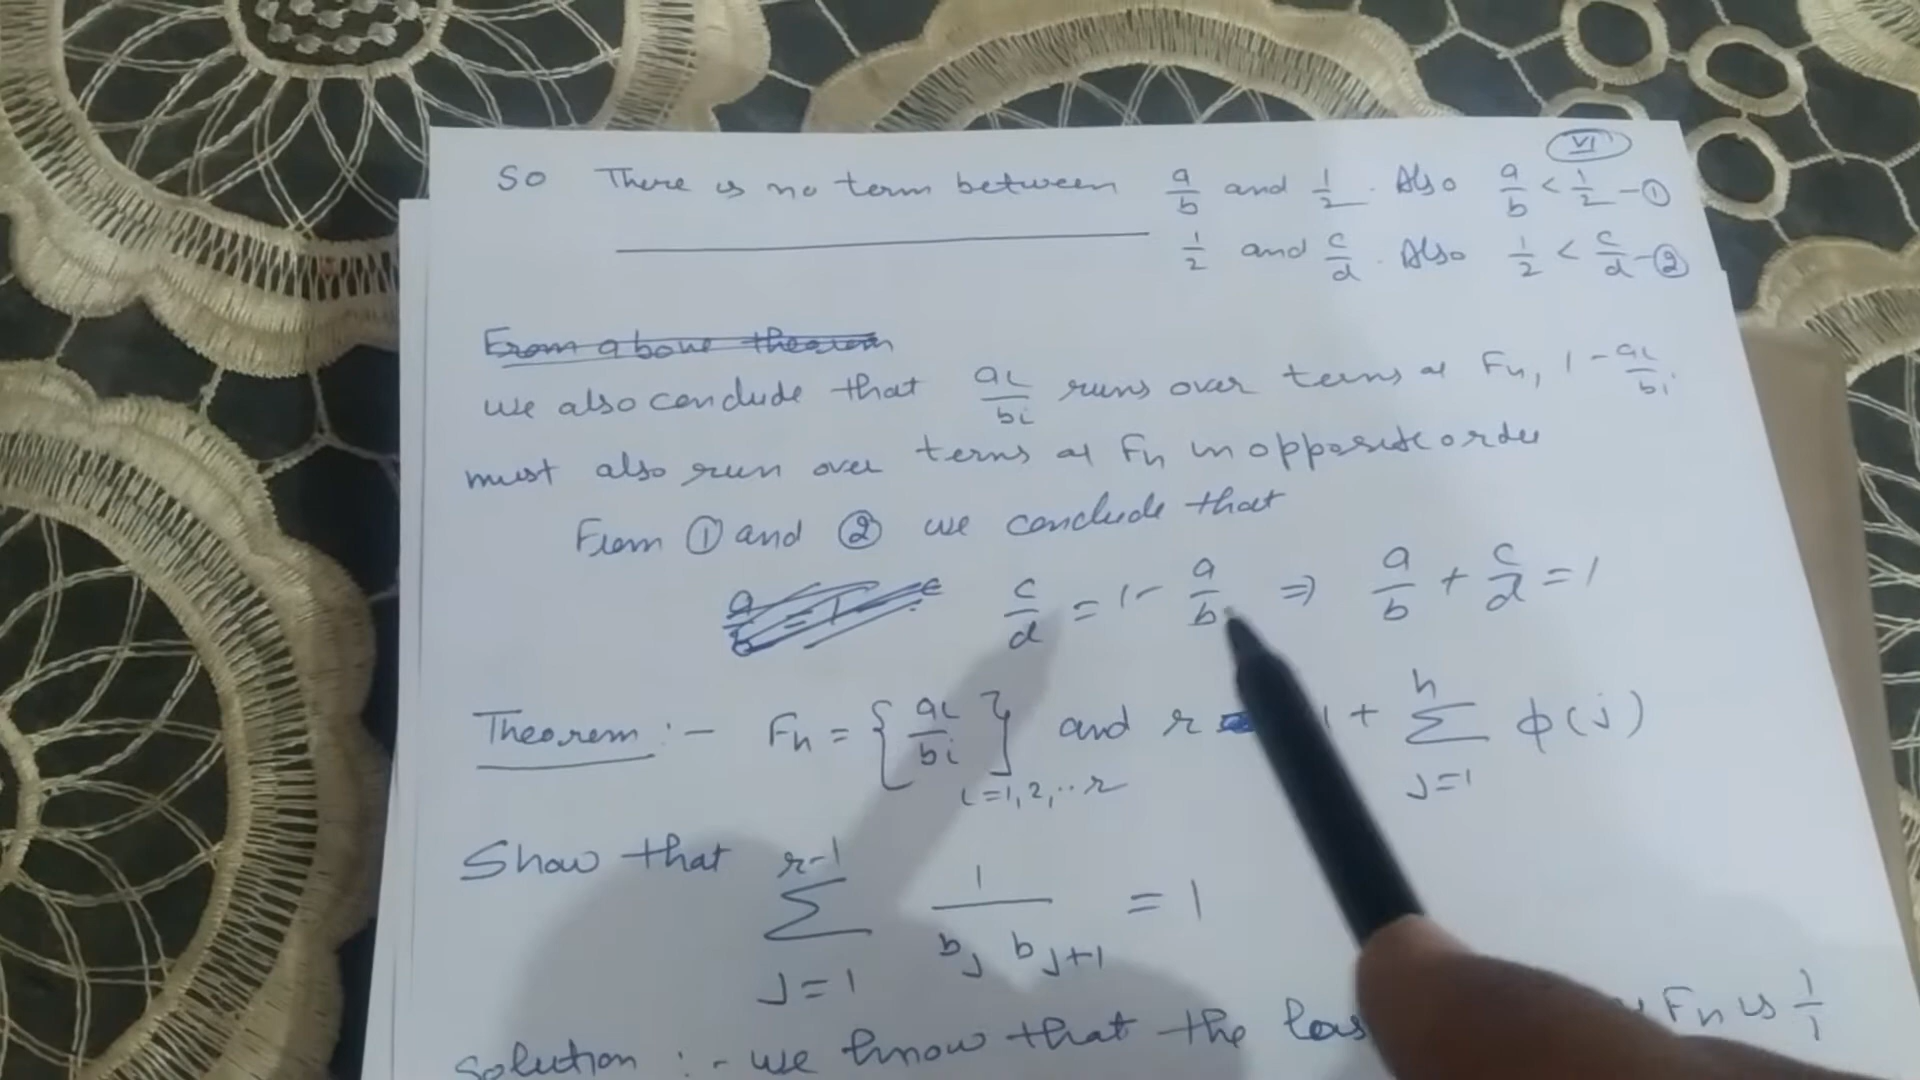 VI
So There is no term between a/b and 1/2. Also a/b < 1/2 - ①
1/2 and c/d. Also 1/2 < c/d - ②
From above theorem
we also conclude that ai/bi runs over terms of Fn, 1 - ai/bi
must also run over terms of Fn in opposite order
From ① and ② we conclude that
c/d = 1 - a/b ⇒ a/b + c/d = 1
Theorem :- Fn = {ai/bi} i=1,2,..r and r 1 + Σ_{j=1}^{n} φ(j)
Show that Σ_{j=1}^{r-1} 1/(bj bj+1) = 1
Solution :- we know that the Fn is 1/1